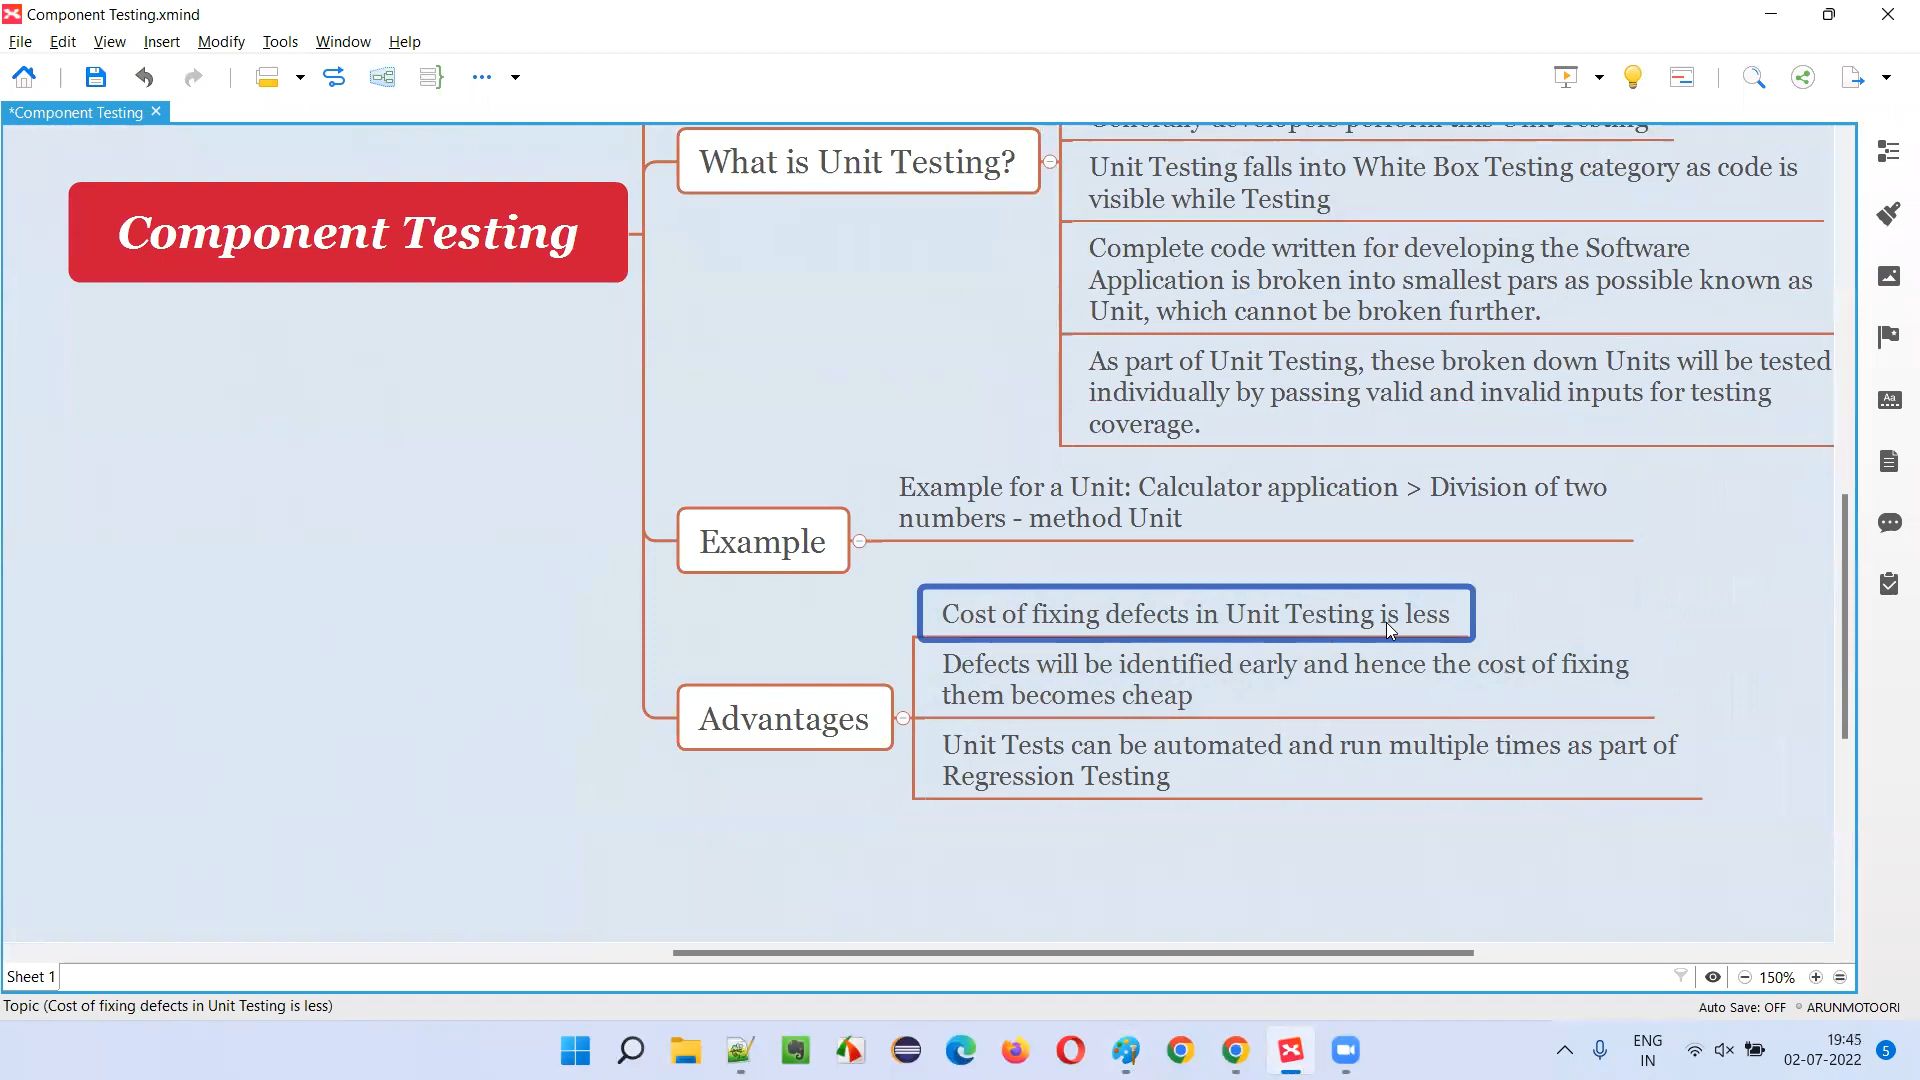 Component Testing.xmind
File Edit View Insert Modify Tools Window Help
*Component Testing
Generally developers perform this Unit Testing
What is Unit Testing?
Unit Testing falls into White Box Testing category as code is
visible while Testing
Component Testing
Complete code written for developing the Software
Application is broken into smallest pars as possible known as
Unit, which cannot be broken further.
As part of Unit Testing, these broken down Units will be tested
individually by passing valid and invalid inputs for testing
coverage.
Example for a Unit: Calculator application > Division of two
numbers - method Unit
Example
Cost of fixing defects in Unit Testing is less
Defects will be identified early and hence the cost of fixing
them becomes cheap
Advantages
Unit Tests can be automated and run multiple times as part of
Regression Testing
Sheet 1
150%
Topic (Cost of fixing defects in Unit Testing is less)
Auto Save: OFF ARUNMOTOORI
ENG
IN
19:45
02-07-2022
5
Aa